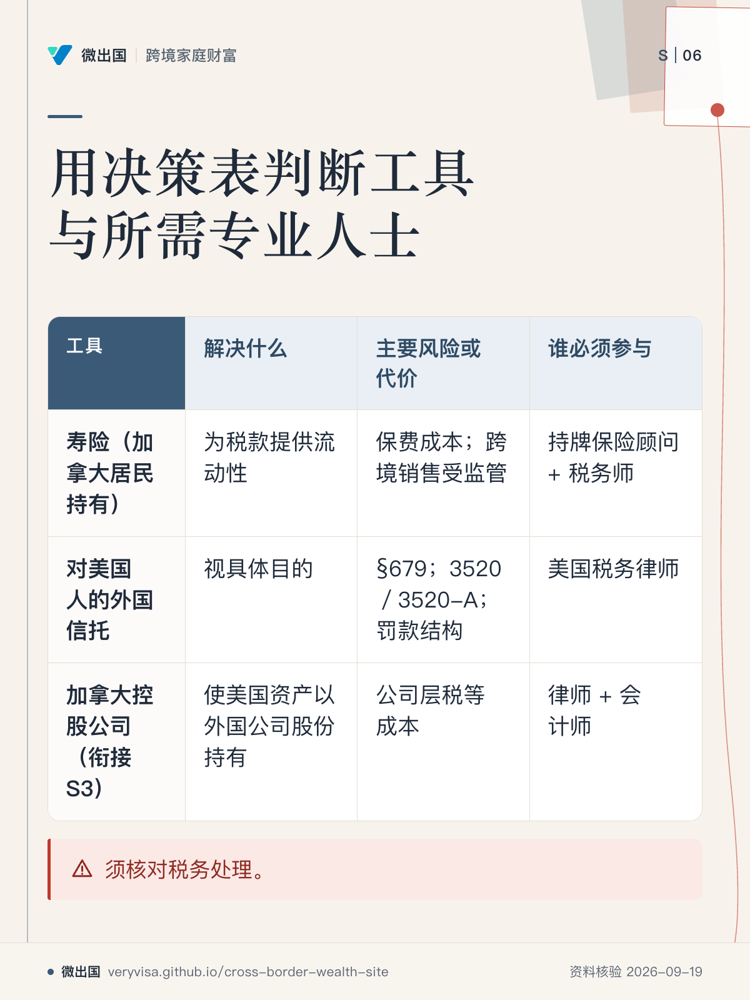 微出国 | 跨境家庭财富
S | 06
用决策表判断工具
与所需专业人士
工具
解决什么
主要风险或
代价
谁必须参与
寿险（加
拿大居民
持有）
为税款提供流
动性
保费成本；跨
境销售受监管
持牌保险顾问
+ 税务师
对美国
人的外国
信托
视具体目的
§679；3520
/ 3520-A；
罚款结构
美国税务律师
加拿大控
股公司
（衔接
S3）
使美国资产以
外国公司股份
持有
公司层税等
成本
律师 + 会
计师
须核对税务处理。
微出国 veryvisa.github.io/cross-border-wealth-site
资料核验 2026-09-19